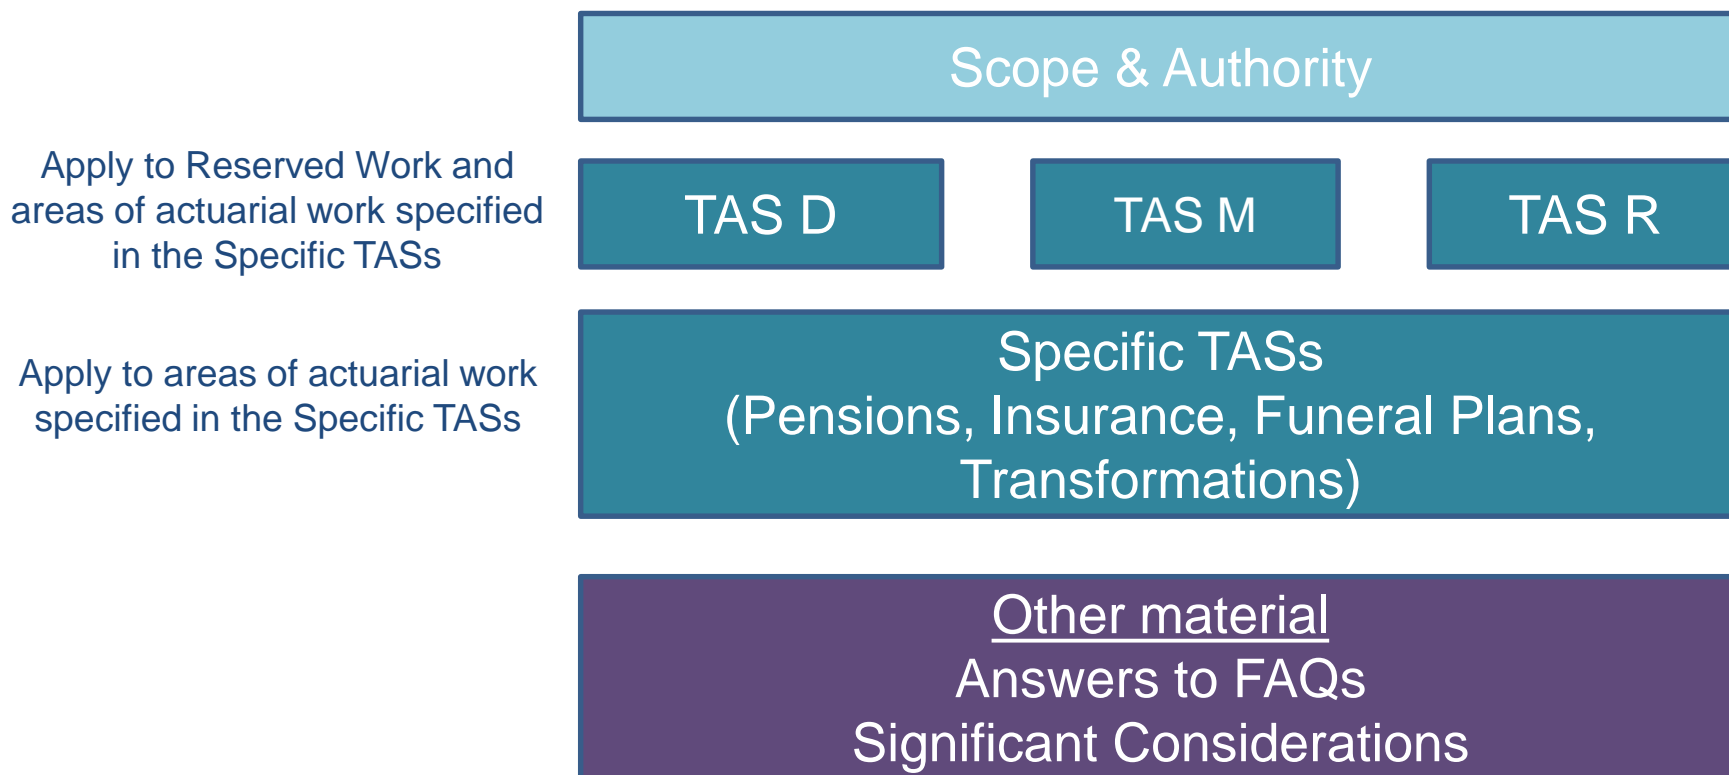 Scope & Authority
Apply to Reserved Work and
areas of actuarial work specified
in the Specific TASs
TAS D
TAS M
TAS R
Apply to areas of actuarial work
specified in the Specific TASs
Specific TASs
(Pensions, Insurance, Funeral Plans,
Transformations)
Other material
Answers to FAQs
Significant Considerations